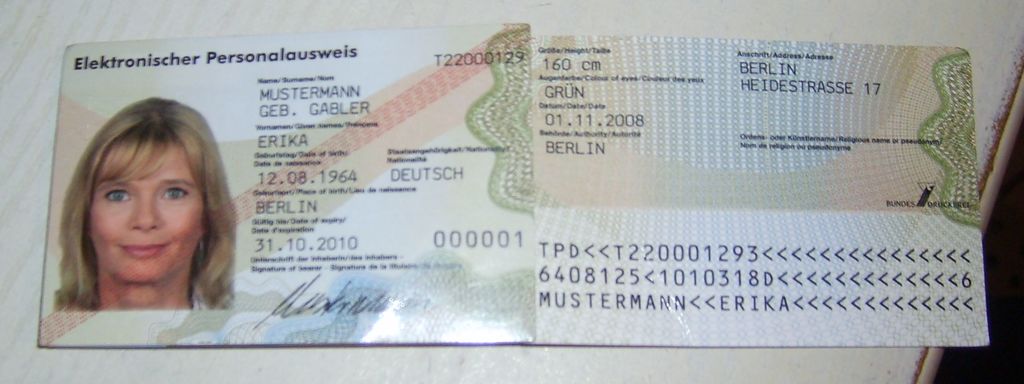 Elektronischer Personalausweis
T22000129
Name/Surname/Nom
MUSTERMANN
GEB. GABLER
Vornamen/Given names/Prénoms
ERIKA
Geburtstag/Date of birth/
Date de naissance
Staatsangehörigkeit/Nationality/
Nationalité
12.08.1964
DEUTSCH
Geburtsort/Place of birth/Lieu de naissance
BERLIN
Gültig bis/Date of expiry/
Date d'expiration
31.10.2010
000001
Unterschrift der Inhaberin/des Inhabers -
Signature of bearer - Signature de la titulaire
Mustermann
Größe/Height/Taille
160 cm
Augenfarbe/Colour of eyes/Couleur des yeux
GRÜN
Datum/Date/Date
01.11.2008
Behörde/Authority/Autorité
BERLIN
Anschrift/Address/Adresse
BERLIN
HEIDESTRASSE 17
Ordens- oder Künstlername/Religious name or pseudonym/
Nom de religion ou pseudonyme
BUNDESDRUCKEREI
TPD<<T220001293<<<<<<<<<<<<<<<
6408125<1010318D<<<<<<<<<<<<<6
MUSTERMANN<<ERIKA<<<<<<<<<<<<<